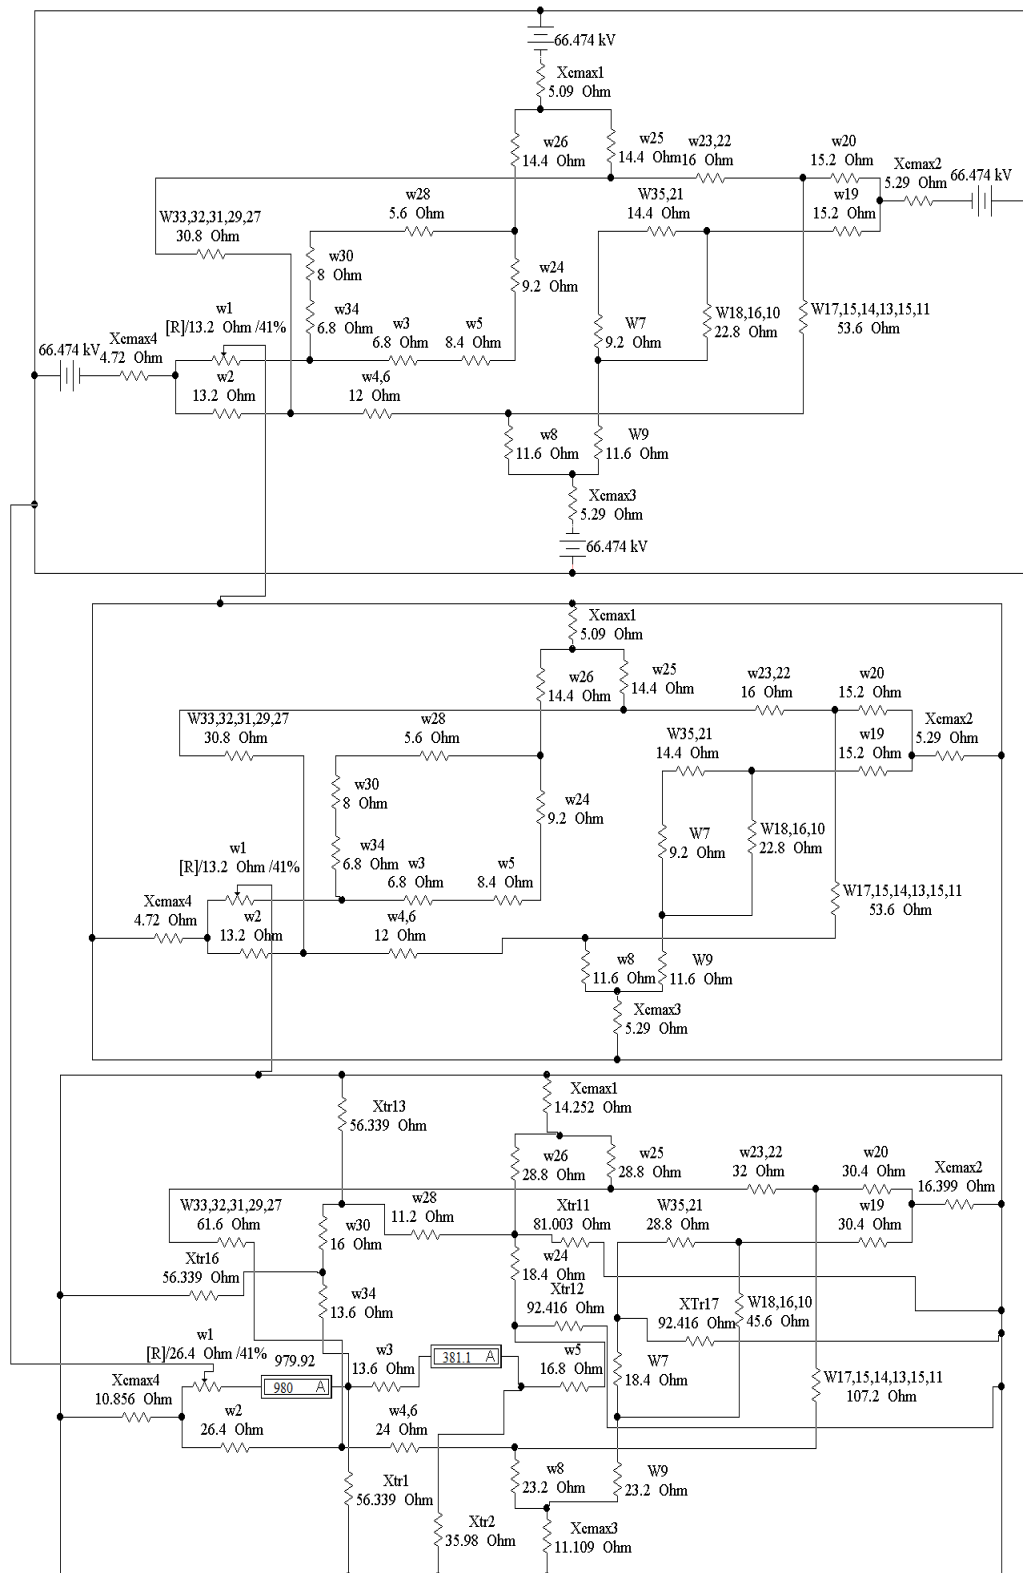 66.474 kV
Xcmax1
5.09 Ohm
w26
14.4 Ohm
w25
14.4 Ohm
w23,22
16 Ohm
w20
15.2 Ohm
Xcmax2
5.29 Ohm
66.474 kV
w28
5.6 Ohm
W35,21
14.4 Ohm
w19
15.2 Ohm
W33,32,31,29,27
30.8 Ohm
w30
8 Ohm
w24
9.2 Ohm
w1
[R]/13.2 Ohm /41%
w34
6.8 Ohm
w3
6.8 Ohm
w5
8.4 Ohm
W7
9.2 Ohm
W18,16,10
22.8 Ohm
W17,15,14,13,15,11
53.6 Ohm
66.474 kV
Xcmax4
4.72 Ohm
w2
13.2 Ohm
w4,6
12 Ohm
w8
11.6 Ohm
W9
11.6 Ohm
Xcmax3
5.29 Ohm
66.474 kV
Xcmax1
5.09 Ohm
w26
14.4 Ohm
w25
14.4 Ohm
w23,22
16 Ohm
w20
15.2 Ohm
Xcmax2
5.29 Ohm
W33,32,31,29,27
30.8 Ohm
w28
5.6 Ohm
W35,21
14.4 Ohm
w19
15.2 Ohm
w30
8 Ohm
w24
9.2 Ohm
w1
[R]/13.2 Ohm /41%
w34
6.8 Ohm
w3
6.8 Ohm
w5
8.4 Ohm
W7
9.2 Ohm
W18,16,10
22.8 Ohm
W17,15,14,13,15,11
53.6 Ohm
Xcmax4
4.72 Ohm
w2
13.2 Ohm
w4,6
12 Ohm
w8
11.6 Ohm
W9
11.6 Ohm
Xcmax3
5.29 Ohm
Xcmax1
14.252 Ohm
Xtr13
56.339 Ohm
w26
28.8 Ohm
w25
28.8 Ohm
w23,22
32 Ohm
w20
30.4 Ohm
Xcmax2
16.399 Ohm
W33,32,31,29,27
61.6 Ohm
w28
11.2 Ohm
Xtr11
81.003 Ohm
W35,21
28.8 Ohm
w19
30.4 Ohm
w30
16 Ohm
Xtr16
56.339 Ohm
w24
18.4 Ohm
w34
13.6 Ohm
Xtr12
92.416 Ohm
XTr17
92.416 Ohm
W18,16,10
45.6 Ohm
w1
[R]/26.4 Ohm /41%
979.92
980 A
w3
13.6 Ohm
381.1 A
w5
16.8 Ohm
W7
18.4 Ohm
W17,15,14,13,15,11
107.2 Ohm
Xcmax4
10.856 Ohm
w2
26.4 Ohm
w4,6
24 Ohm
w8
23.2 Ohm
W9
23.2 Ohm
Xtr1
56.339 Ohm
Xtr2
35.98 Ohm
Xcmax3
11.109 Ohm